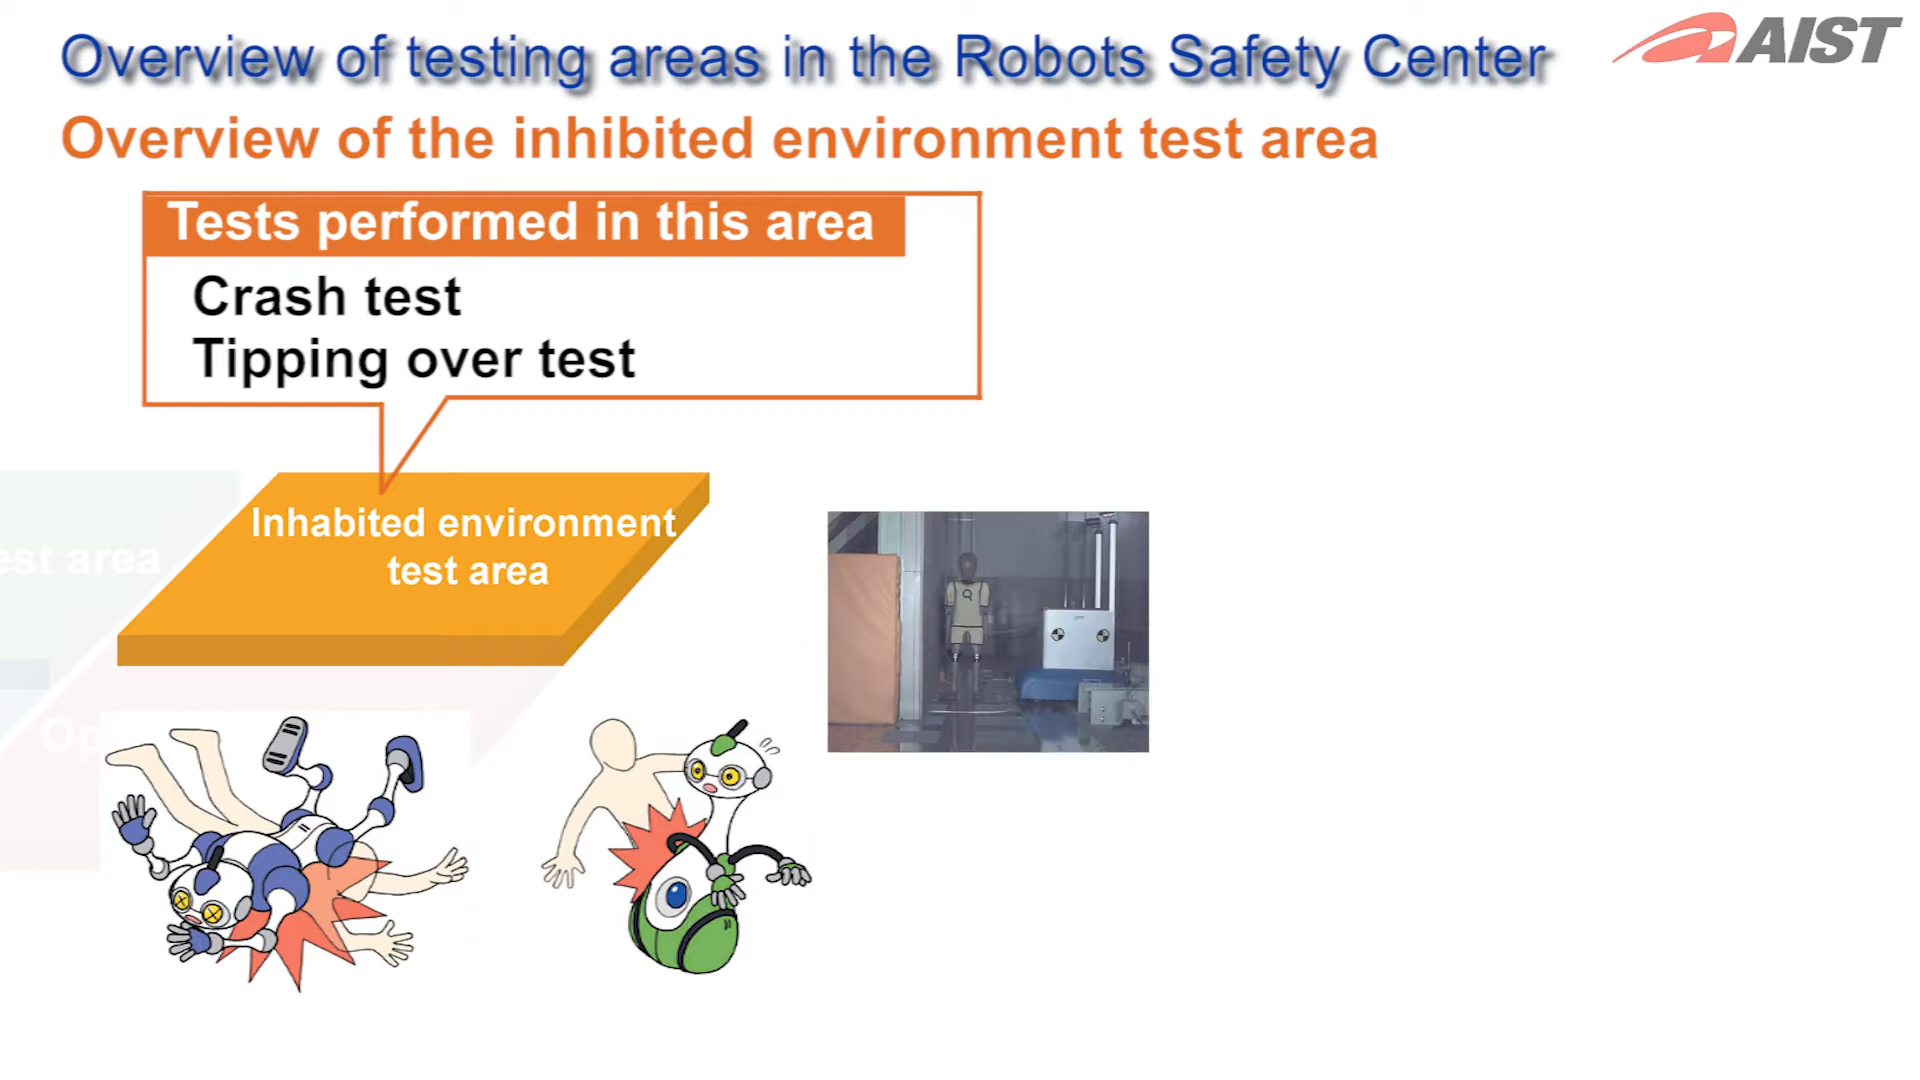 Overview of testing areas in the Robots Safety Center
AIST
Overview of the inhibited environment test area
Tests performed in this area
Crash test
Tipping over test
Inhabited environment
test area
area